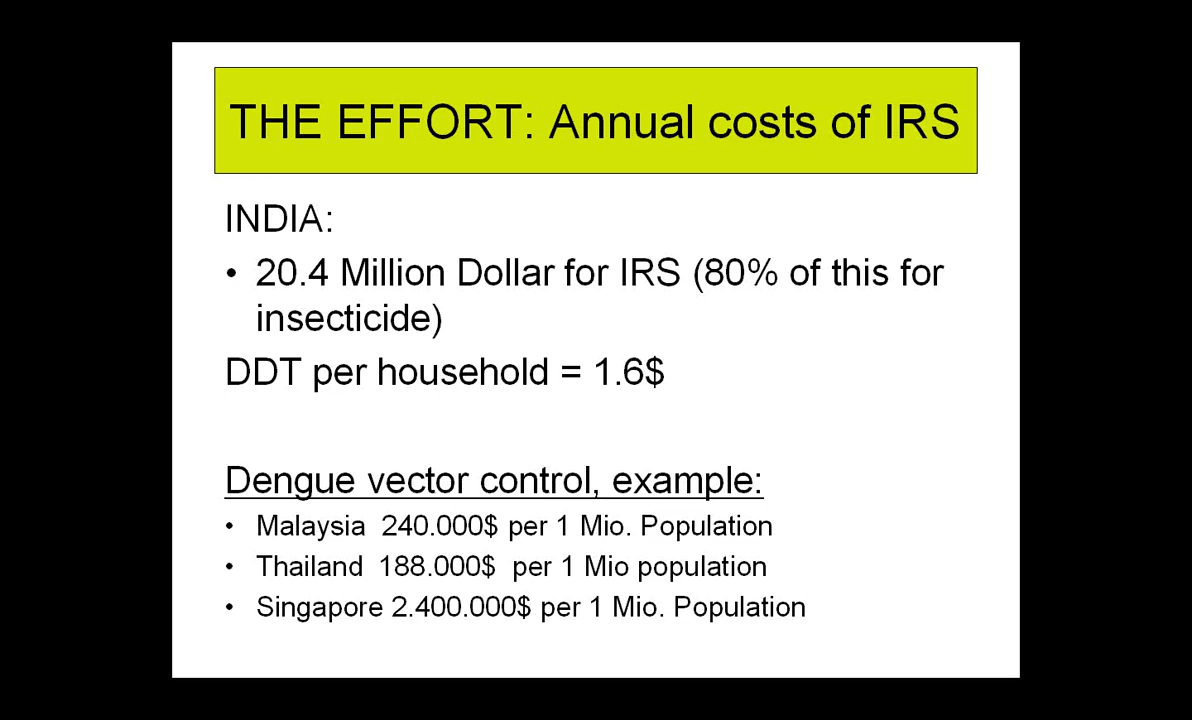 THE EFFORT: Annual costs of IRS
INDIA:
• 20.4 Million Dollar for IRS (80% of this for
insecticide)
DDT per household = 1.6$
Dengue vector control, example:
• Malaysia  240.000$ per 1 Mio. Population
• Thailand  188.000$  per 1 Mio population
• Singapore 2.400.000$ per 1 Mio. Population